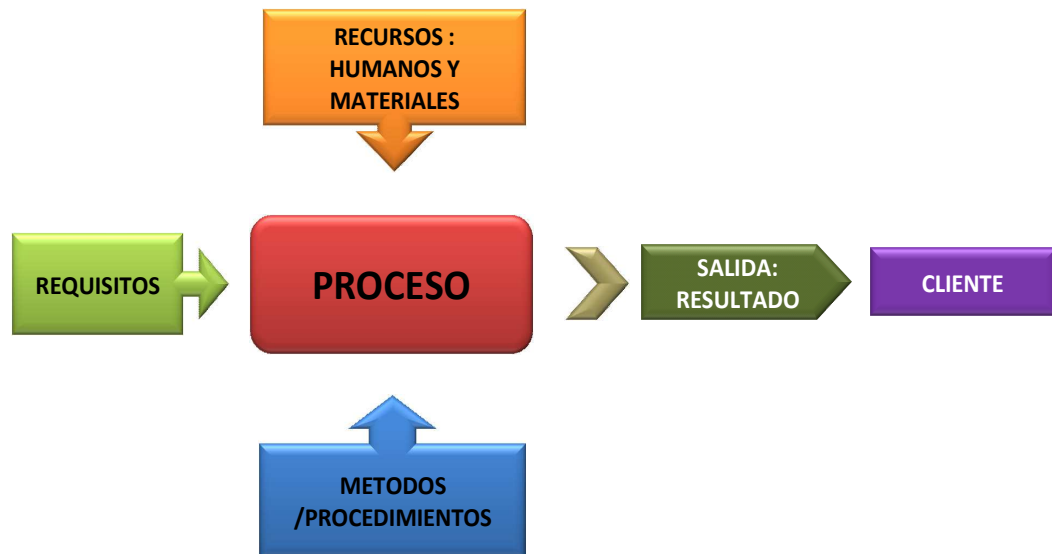 RECURSOS :
HUMANOS Y
MATERIALES
REQUISITOS
PROCESO
SALIDA:
RESULTADO
CLIENTE
METODOS
/PROCEDIMIENTOS